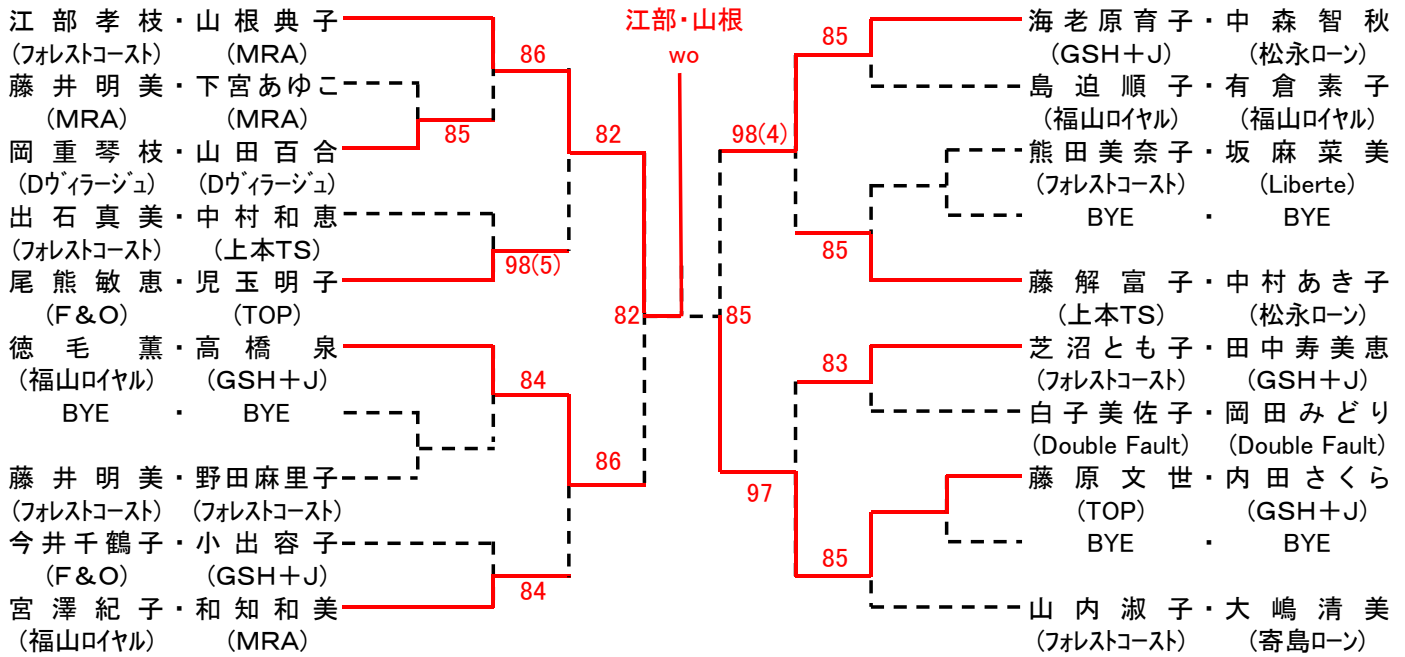 江部孝枝・山根典子
(フォレストコースト) (MRA)
藤井明美・下宮あゆこ
(MRA) (MRA)
岡重琴枝・山田百合
(Dヴィラージュ) (Dヴィラージュ)
出石真美・中村和恵
(フォレストコースト) (上本TS)
尾熊敏恵・児玉明子
(F&O) (TOP)
徳毛薫・高橋泉
(福山ロイヤル) (GSH+J)
BYE ・ BYE
藤井明美・野田麻里子
(フォレストコースト) (フォレストコースト)
今井千鶴子・小出容子
(F&O) (GSH+J)
宮澤紀子・和知和美
(福山ロイヤル) (MRA)
86
85
98(5)
84
84
82
86
82
江部・山根
wo
85
98(4)
85
85
83
97
85
海老原育子・中森智秋
(GSH+J) (松永ローン)
島迫順子・有倉素子
(福山ロイヤル) (福山ロイヤル)
熊田美奈子・坂麻菜美
(フォレストコースト) (Liberte)
BYE ・ BYE
藤解富子・中村あき子
(上本TS) (松永ローン)
芝沼とも子・田中寿美恵
(フォレストコースト) (GSH+J)
白子美佐子・岡田みどり
(Double Fault) (Double Fault)
藤原文世・内田さくら
(TOP) (GSH+J)
BYE ・ BYE
山内淑子・大嶋清美
(フォレストコースト) (寄島ローン)